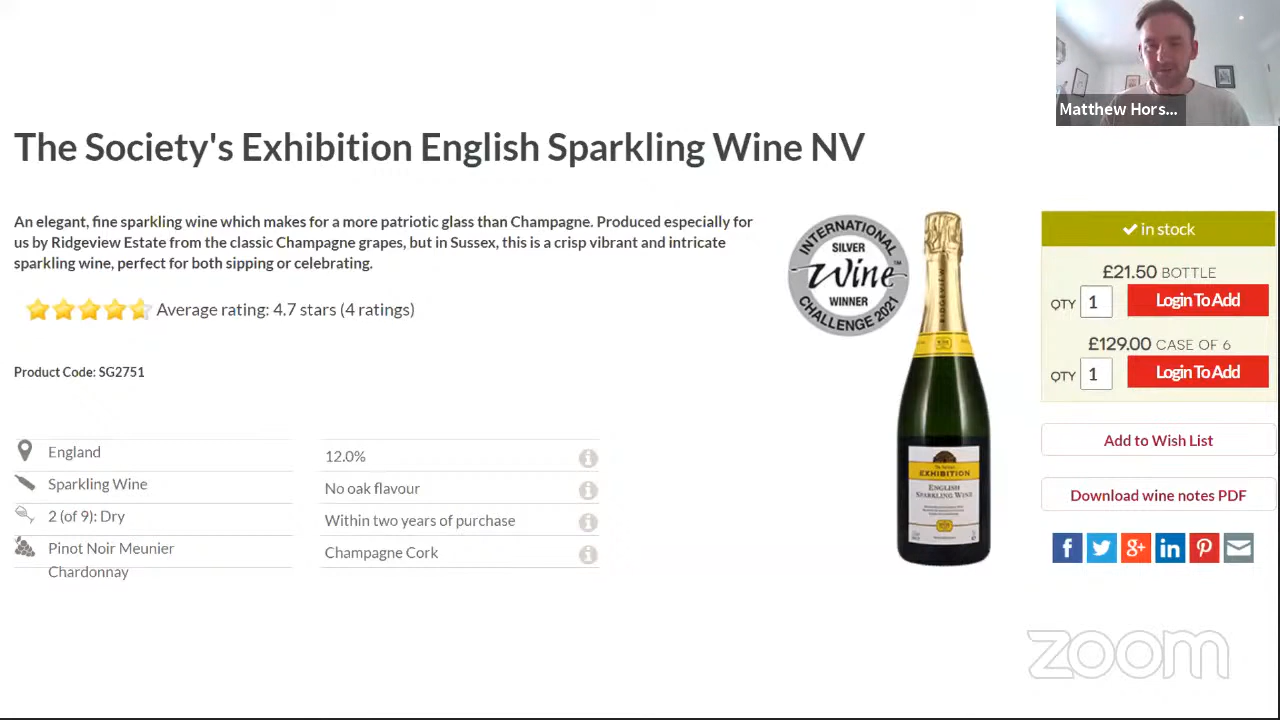 Matthew Hors...
The Society's Exhibition English Sparkling Wine NV
An elegant, fine sparkling wine which makes for a more patriotic glass than Champagne. Produced especially for
us by Ridgeview Estate from the classic Champagne grapes, but in Sussex, this is a crisp vibrant and intricate
sparkling wine, perfect for both sipping or celebrating.
Average rating: 4.7 stars (4 ratings)
Product Code: SG2751
England
Sparkling Wine
2 (of 9): Dry
Pinot Noir Meunier
Chardonnay
12.0%
No oak flavour
Within two years of purchase
Champagne Cork
INTERNATIONAL
SILVER
Wine
TM
WINNER
CHALLENGE 2021
RIDGEVIEW
The Society's
EXHIBITION
ENGLISH
SPARKLING WINE
in stock
£21.50 BOTTLE
QTY 1 Login To Add
£129.00 CASE OF 6
QTY 1 Login To Add
Add to Wish List
Download wine notes PDF
zoom